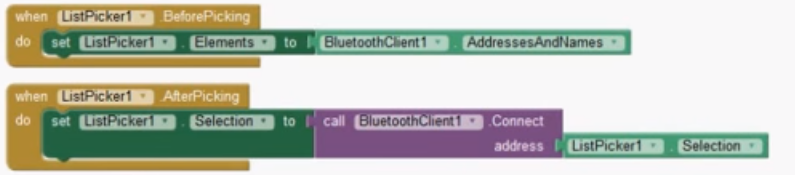 when ListPicker1 .BeforePicking
do set ListPicker1 . Elements to BluetoothClient1 . AddressesAndNames
when ListPicker1 .AfterPicking
do set ListPicker1 . Selection to call BluetoothClient1 .Connect
address ListPicker1 . Selection